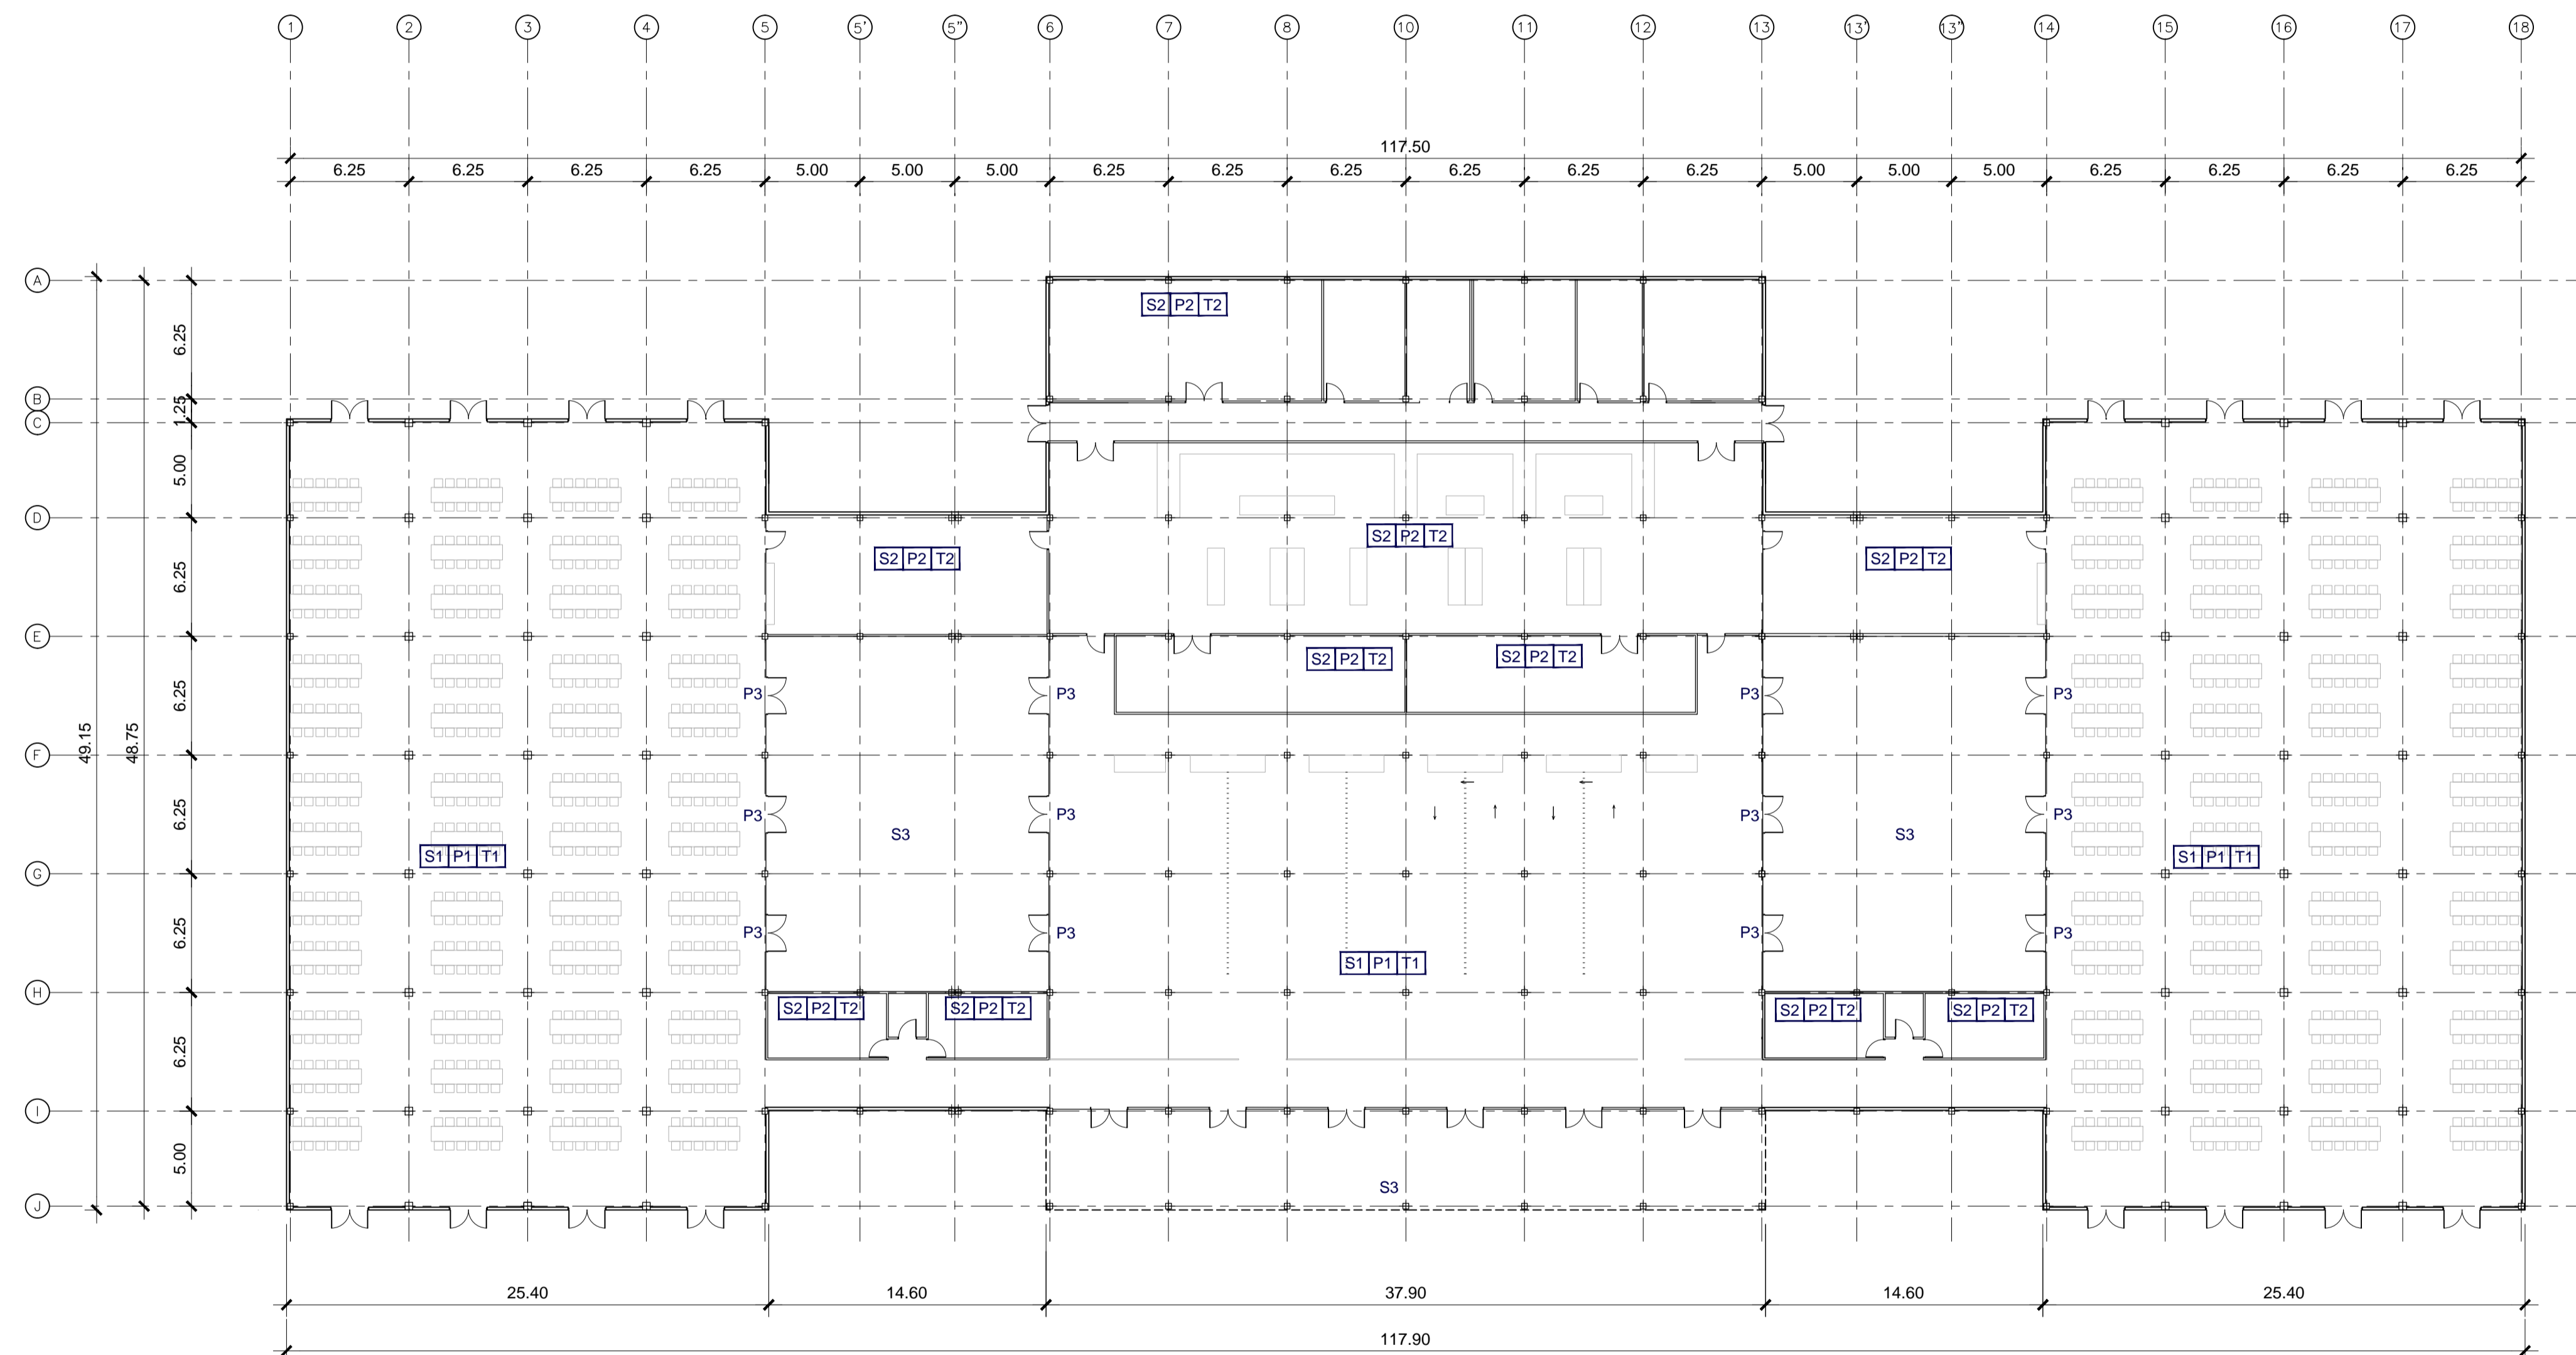 1 2 3 4 5 5' 5" 6 7 8 10 11 12 13 13' 13" 14 15 16 17 18
117.50
6.25 6.25 6.25 6.25 5.00 5.00 5.00 6.25 6.25 6.25 6.25 6.25 6.25 5.00 5.00 5.00 6.25 6.25 6.25 6.25
A
S2 P2 T2
6.25
B
1.25
C
5.00
D
S2 P2 T2
S2 P2 T2 S2 P2 T2
6.25
E
S2 P2 T2 S2 P2 T2
6.25 P3 P3 P3 P3
49.15 48.75
F
6.25 P3 P3 P3 P3
S3 S3
S1 P1 T1 S1 P1 T1
G
6.25 P3 P3 P3 P3
S1 P1 T1
H
S2 P2 T2 S2 P2 T2 S2 P2 T2 S2 P2 T2
6.25
I
5.00
S3
J
25.40 14.60 37.90 14.60 25.40
117.90